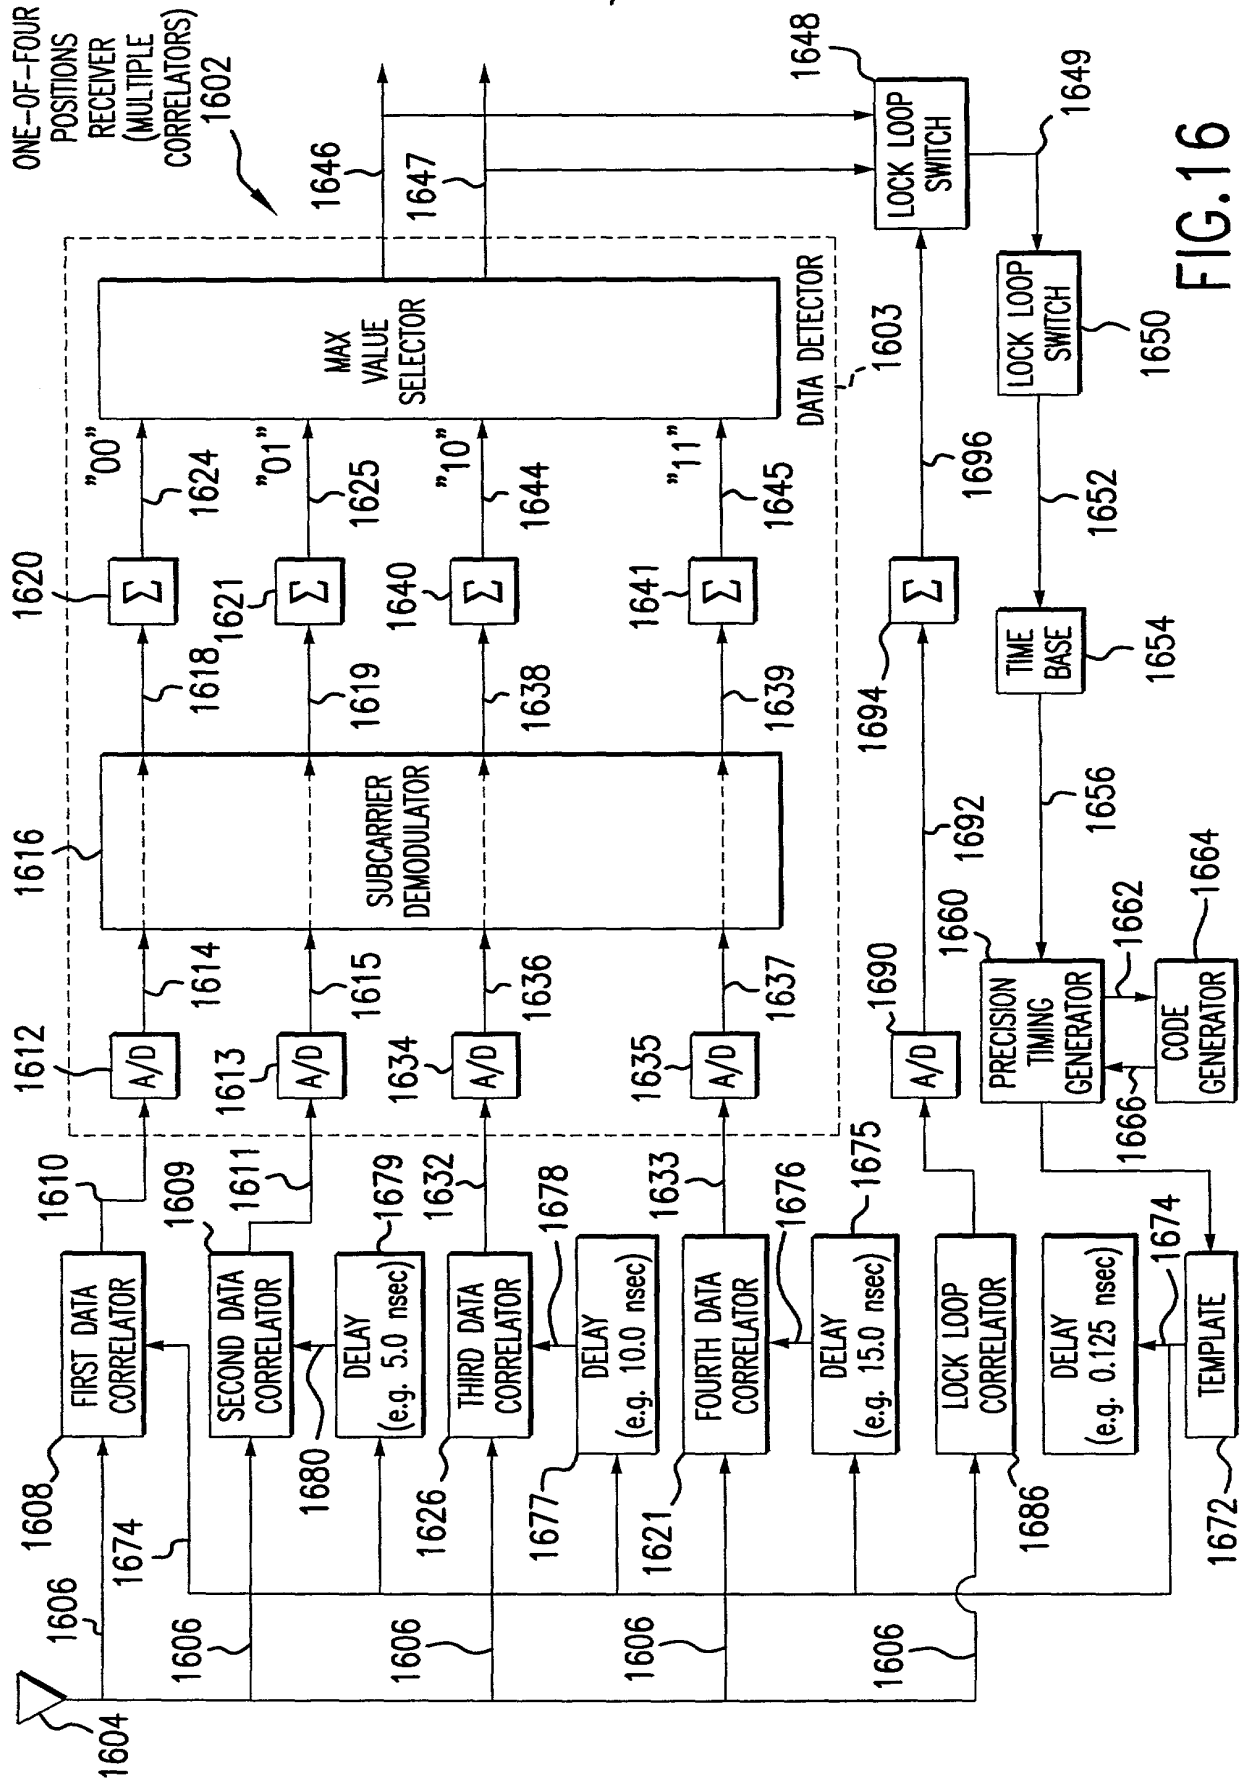 ONE-OF-FOUR
POSITIONS
RECEIVER
(MULTIPLE
CORRELATORS)
1602
1604
1606
1606
1606
1606
1606
1608
1674
FIRST DATA
CORRELATOR
1610
1612
A/D
1614
1616
SUBCARRIER
DEMODULATOR
1618
1620
Σ
1624
"00"
MAX
VALUE
SELECTOR
1646
1647
1609
SECOND DATA
CORRELATOR
1611
1613
A/D
1615
1619
1621
Σ
1625
"01"
1680
DELAY
(e.g. 5.0 nsec)
1679
1626
THIRD DATA
CORRELATOR
1632
1634
A/D
1636
1638
1640
Σ
1644
"10"
1677
DELAY
(e.g. 10.0 nsec)
1678
1621
FOURTH DATA
CORRELATOR
1633
1635
A/D
1637
1639
1641
Σ
1645
"11"
DATA DETECTOR
1603
1676
DELAY
(e.g. 15.0 nsec)
1675
1686
LOCK LOOP
CORRELATOR
1690
A/D
1692
1694
Σ
1696
LOCK LOOP
SWITCH
1648
1649
DELAY
(e.g. 0.125 nsec)
1674
1672
TEMPLATE
1660
PRECISION
TIMING
GENERATOR
1656
TIME
BASE
1654
1652
LOCK LOOP
SWITCH
1650
1666
1662
CODE
GENERATOR
1664
FIG.16